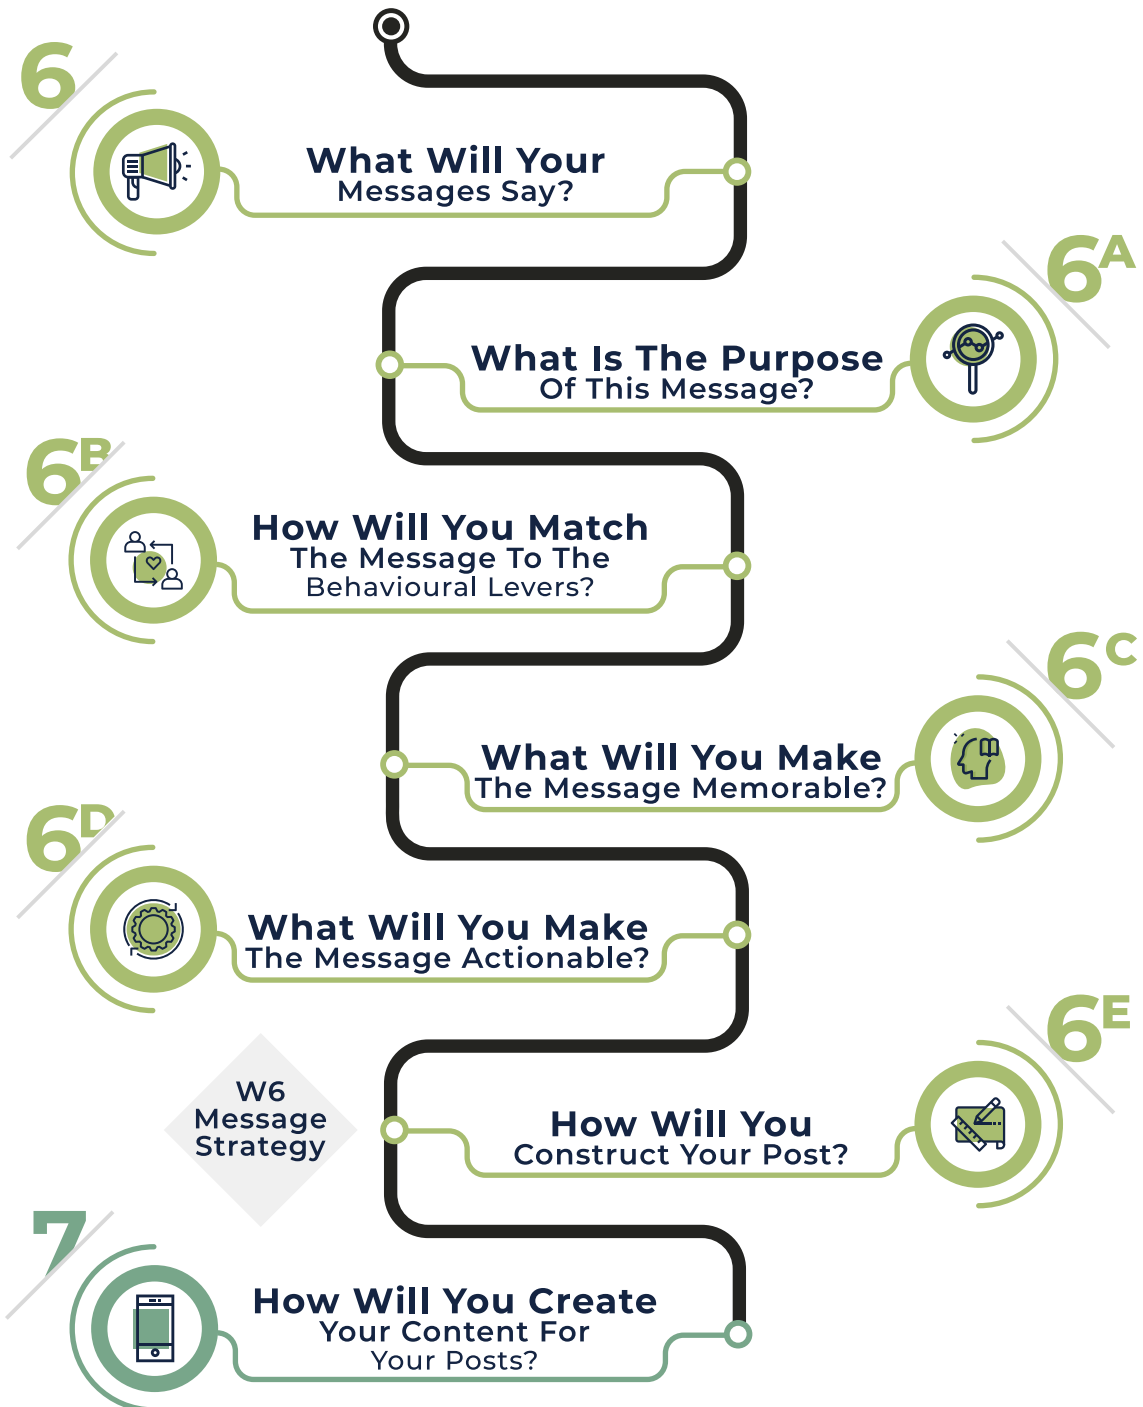 6
What Will Your
Messages Say?
6A
What Is The Purpose
Of This Message?
6B
How Will You Match
The Message To The
Behavioural Levers?
6C
What Will You Make
The Message Memorable?
6D
What Will You Make
The Message Actionable?
6E
How Will You
Construct Your Post?
W6
Message
Strategy
7
How Will You Create
Your Content For
Your Posts?